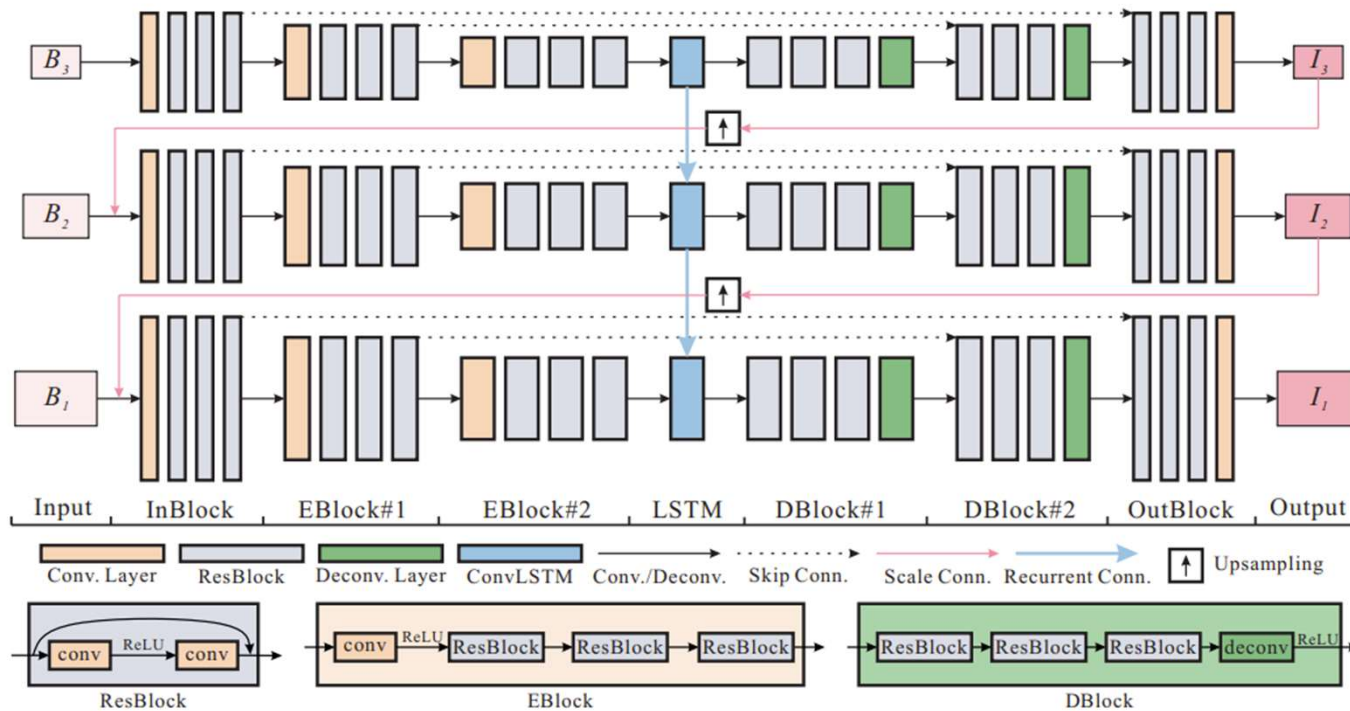 B3 I3
B2 I2
B1 I1
Input InBlock EBlock#1 EBlock#2 LSTM DBlock#1 DBlock#2 OutBlock Output
Conv. Layer ResBlock Deconv. Layer ConvLSTM Conv./Deconv. Skip Conn. Scale Conn. Recurrent Conn. Upsampling
conv ReLU conv
ResBlock
conv ReLU ResBlock ResBlock ResBlock
EBlock
ResBlock ResBlock ResBlock deconv ReLU
DBlock